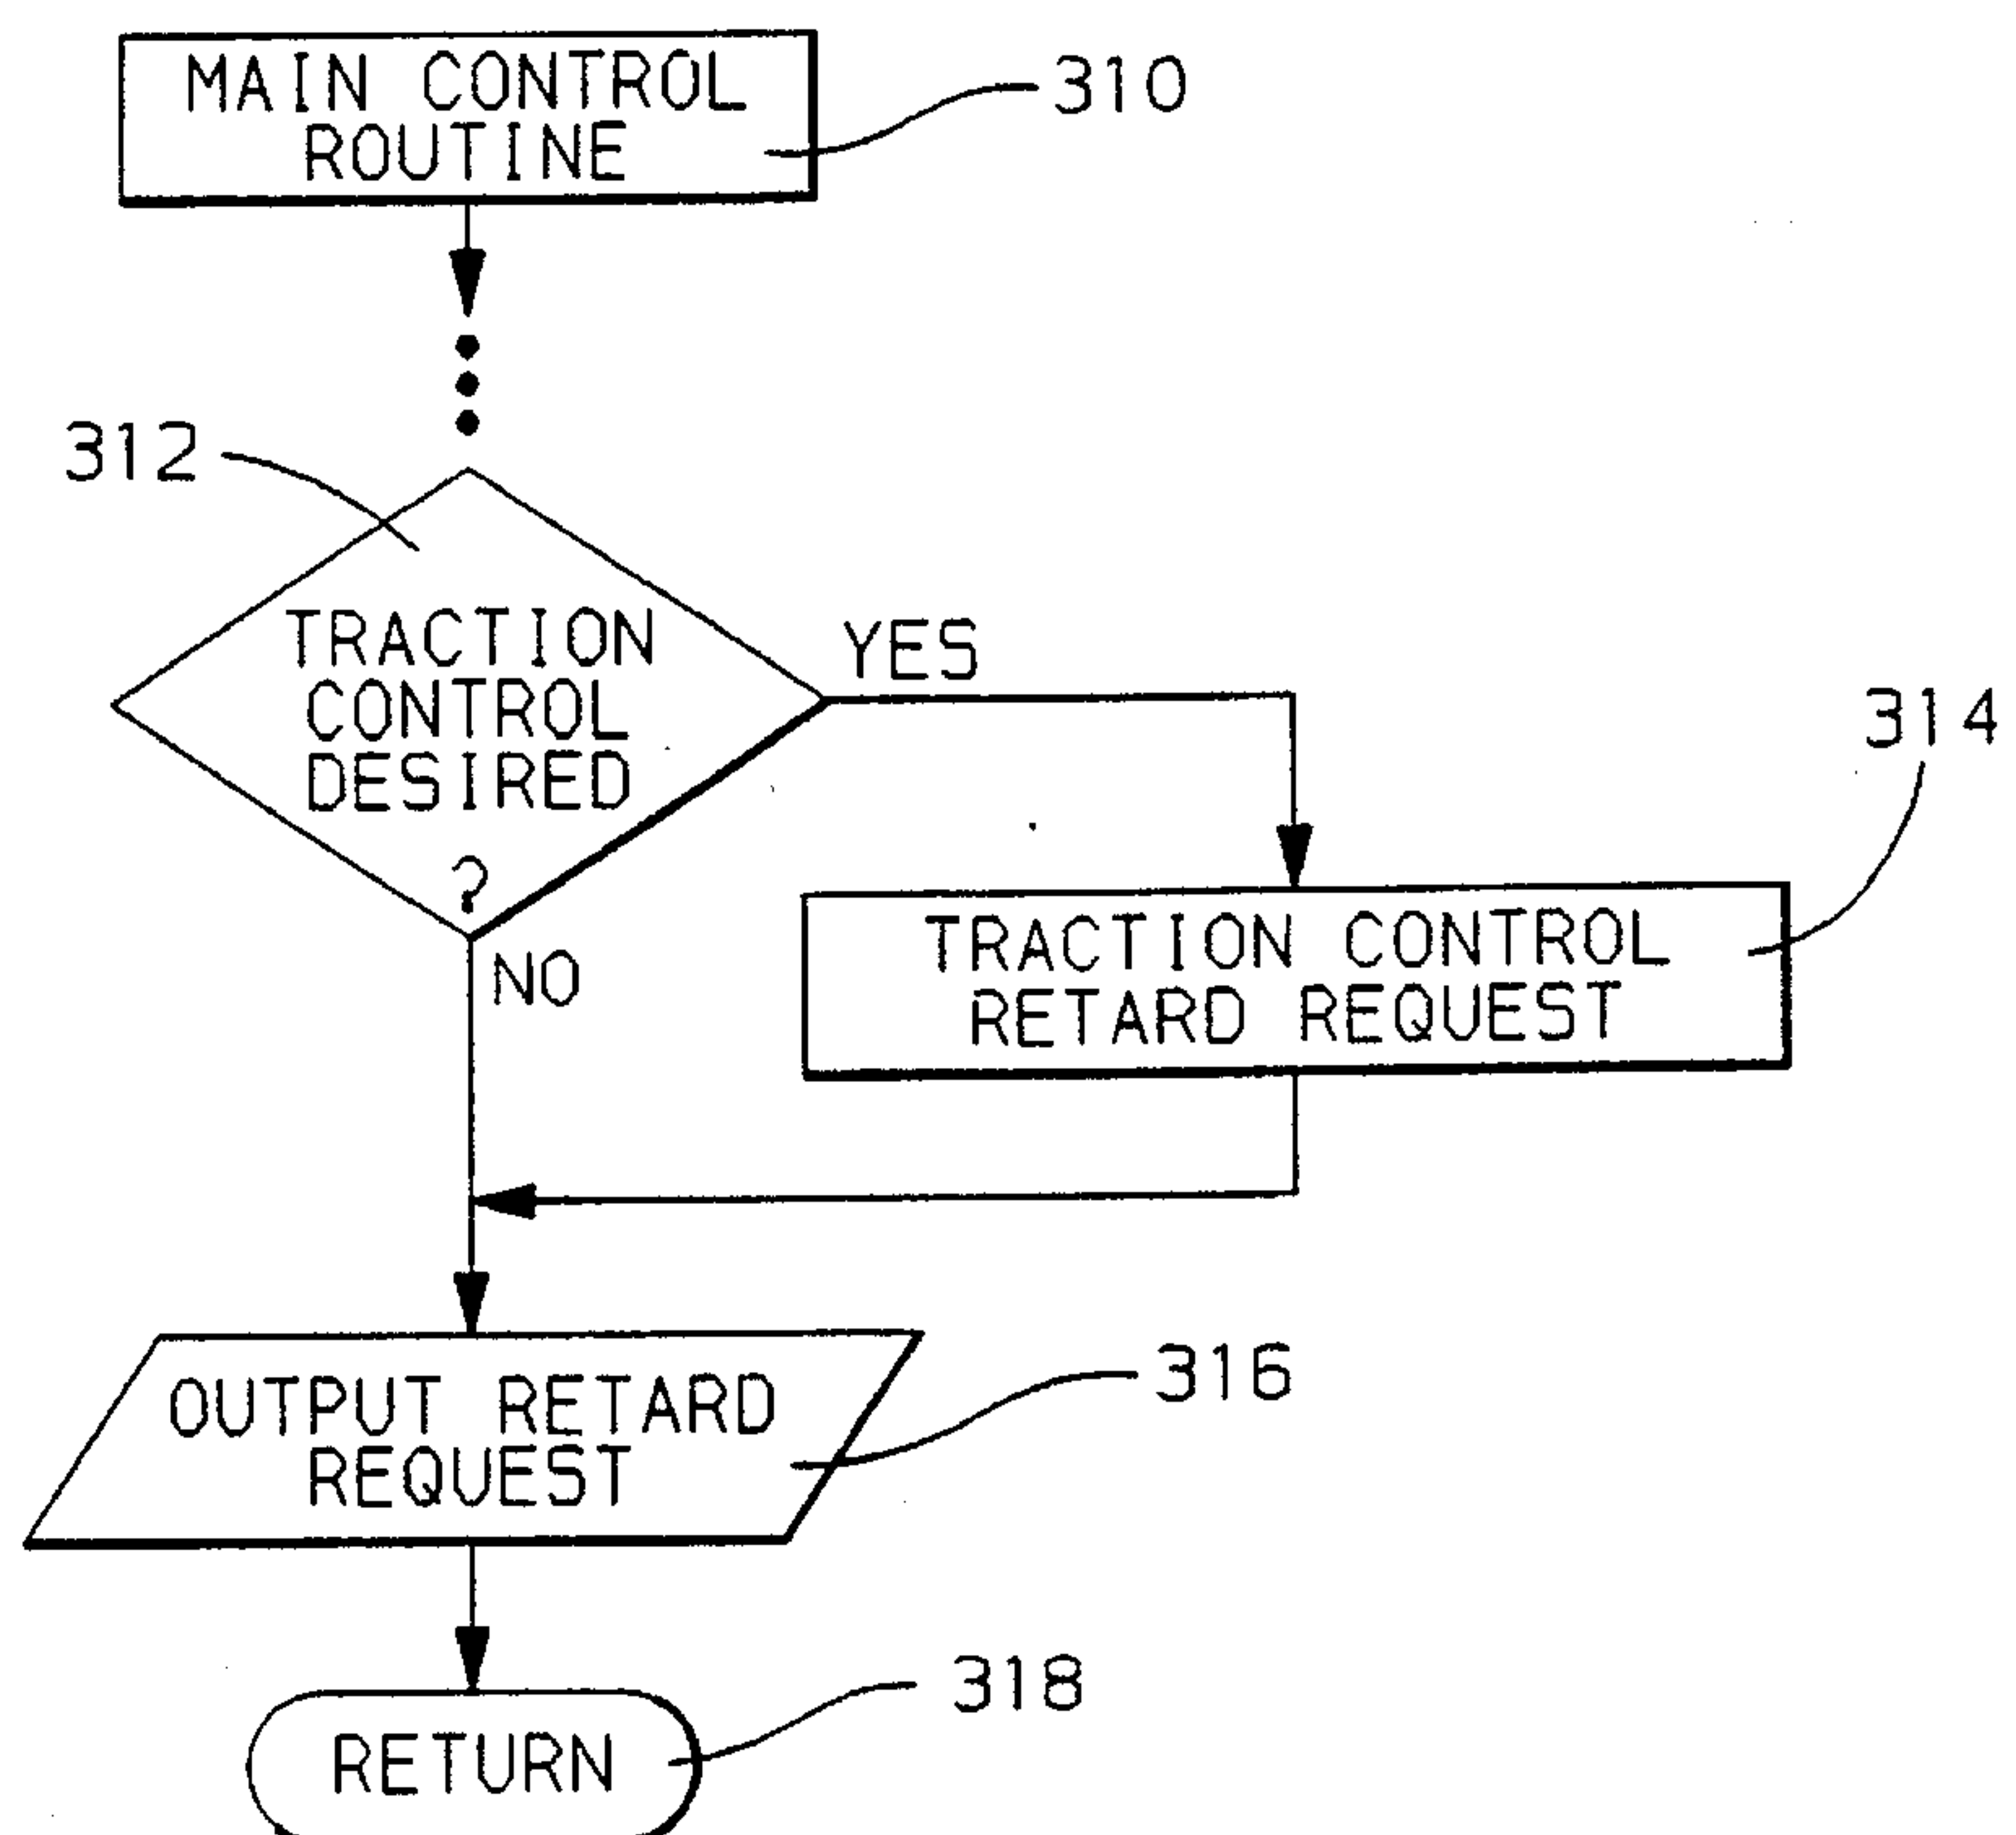 MAIN CONTROL
ROUTINE
310
312
TRACTION
CONTROL
DESIRED
?
YES
NO
314
TRACTION CONTROL
RETARD REQUEST
OUTPUT RETARD
REQUEST
316
RETURN
318